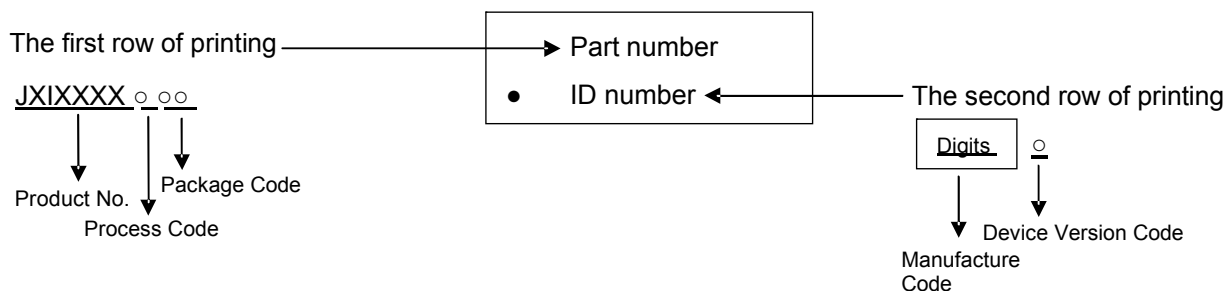 The first row of printing
Part number
JXIXXXX ○ ○○
● ID number
The second row of printing
Digits ○
Product No.
Package Code
Process Code
Device Version Code
Manufacture
Code